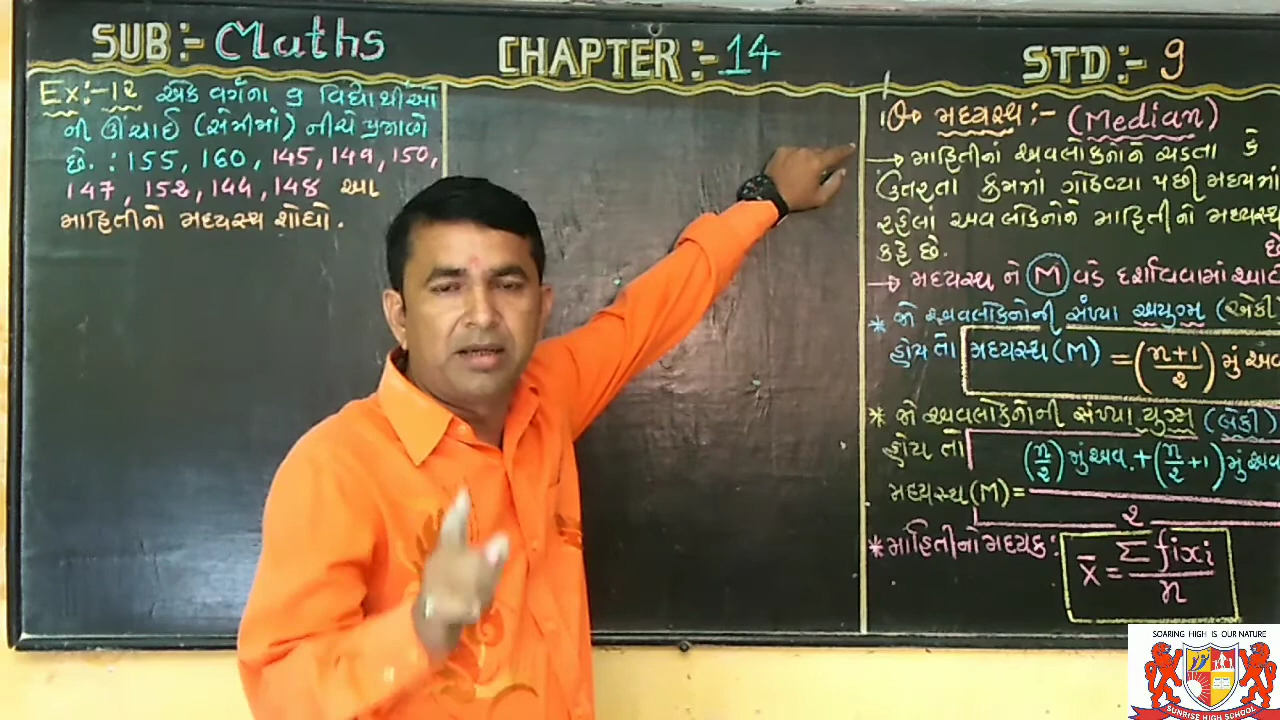 SUB:- Maths
CHAPTER:- 14
STD:- 9
Ex:-12 એક વર્ગના 9 વિદ્યાર્થીઓ
ની ઊંચાઈ (સેમીમાં) નીચે પ્રમાણે
છે. : 155, 160, 145, 149, 150,
147, 152, 144, 148 આ
માહિતીનો મધ્યસ્થ શોધો.
મધ્યસ્થ :- (Median)
→ માહિતીનાં અવલોકનોને ચડતા કે
ઉતરતા ક્રમમાં ગોઠવ્યા પછી મધ્યમાં
રહેલાં અવલોકનોને માહિતીનો મધ્યસ્થ
કહે છે.
→ મધ્યસ્થ ને M વડે દર્શાવવામાં
* જો અવલોકનોની સંખ્યા અયુગ્મ (એકી
હોય તો મધ્યસ્થ (M) = (n+1/2) મું અવ
* જો અવલોકનોની સંખ્યા યુગ્મ (બેકી)
હોય તો
મધ્યસ્થ (M) = (n/2) મું અવ. + (n/2 +1) મું અવ
2
* માહિતીનો મધ્યક : x̄ = Σfixi/n
SOARING HIGH IS OUR NATURE
SUNRISE HIGH SCHOOL